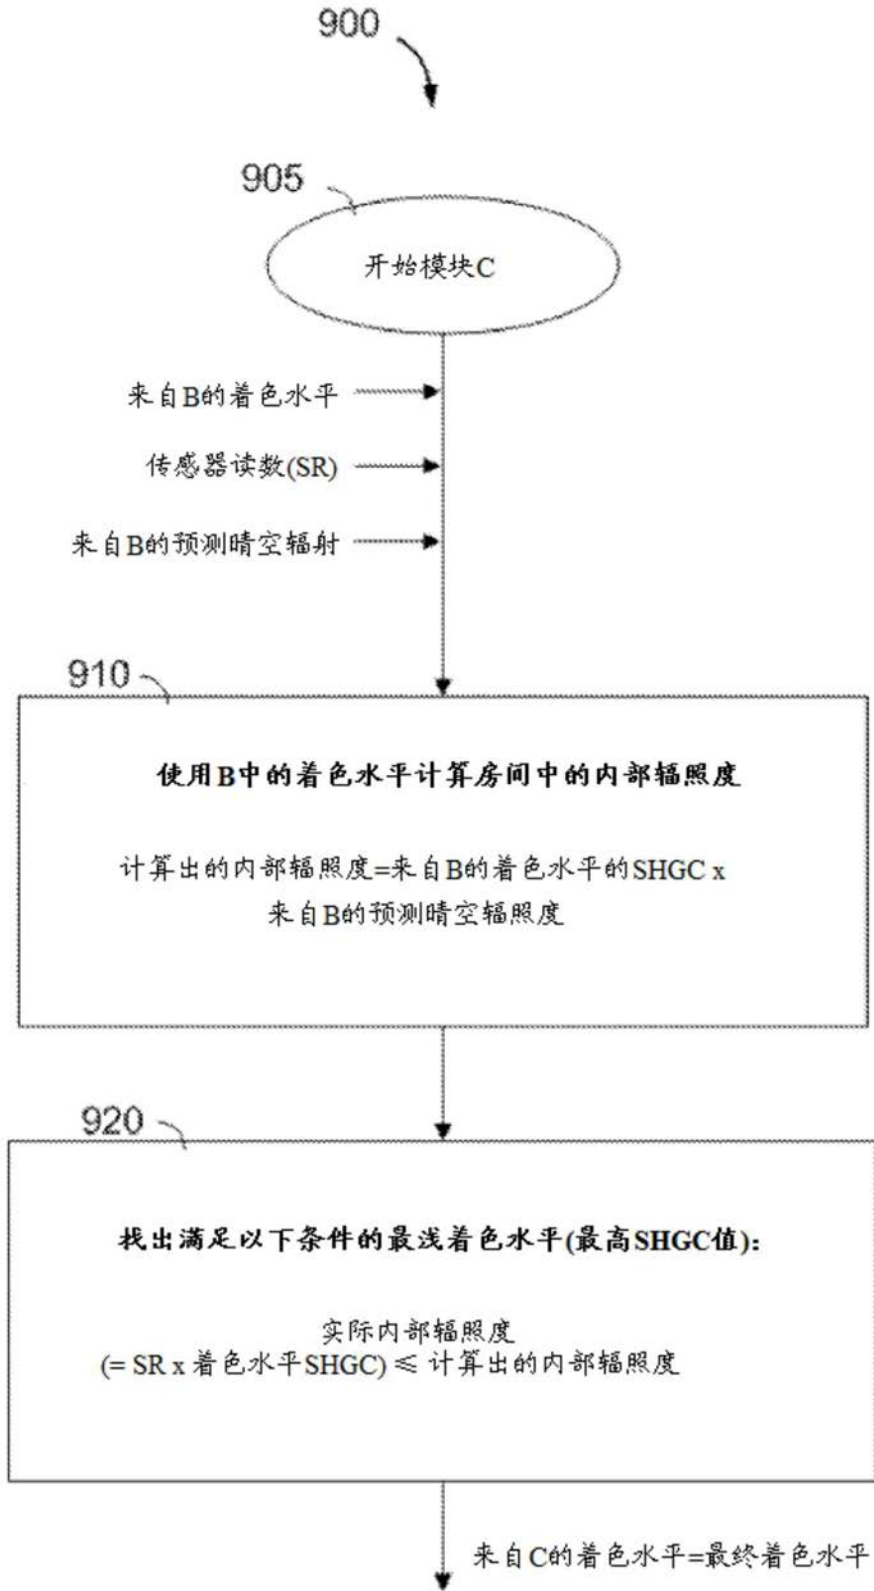 900
905
开始模块C
来自B的着色水平
传感器读数(SR)
来自B的预测晴空辐射
910
使用B中的着色水平计算房间中的内部辐照度
计算出的内部辐照度=来自B的着色水平的SHGC x
来自B的预测晴空辐照度
920
找出满足以下条件的最浅着色水平(最高SHGC值):
实际内部辐照度
(= SR x 着色水平SHGC) ≤ 计算出的内部辐照度
来自C的着色水平=最终着色水平